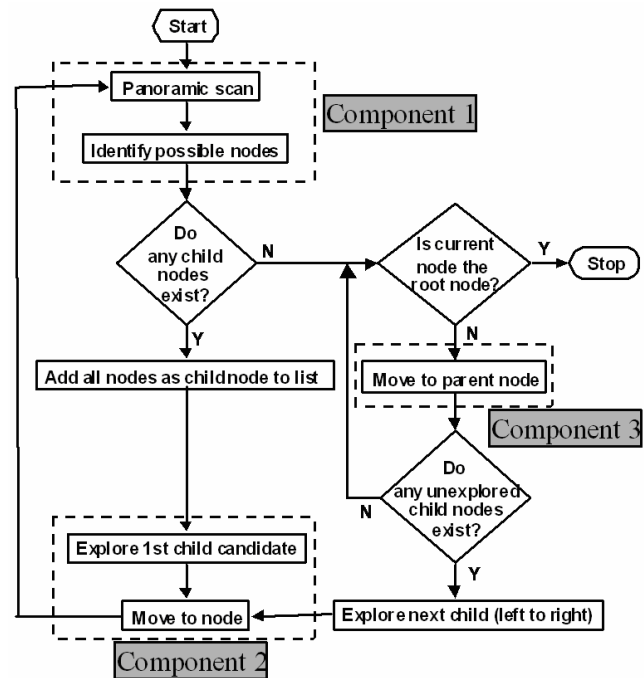 Start
Panoramic scan
Component 1
Identify possible nodes
Do
any child
nodes
exist?
N
Y
Is current
node the
root node?
Y
Stop
N
Add all nodes as child node to list
Move to parent node
Component 3
Do
any unexplored
child nodes
exist?
N
Y
Explore 1st child candidate
Move to node
Explore next child (left to right)
Component 2